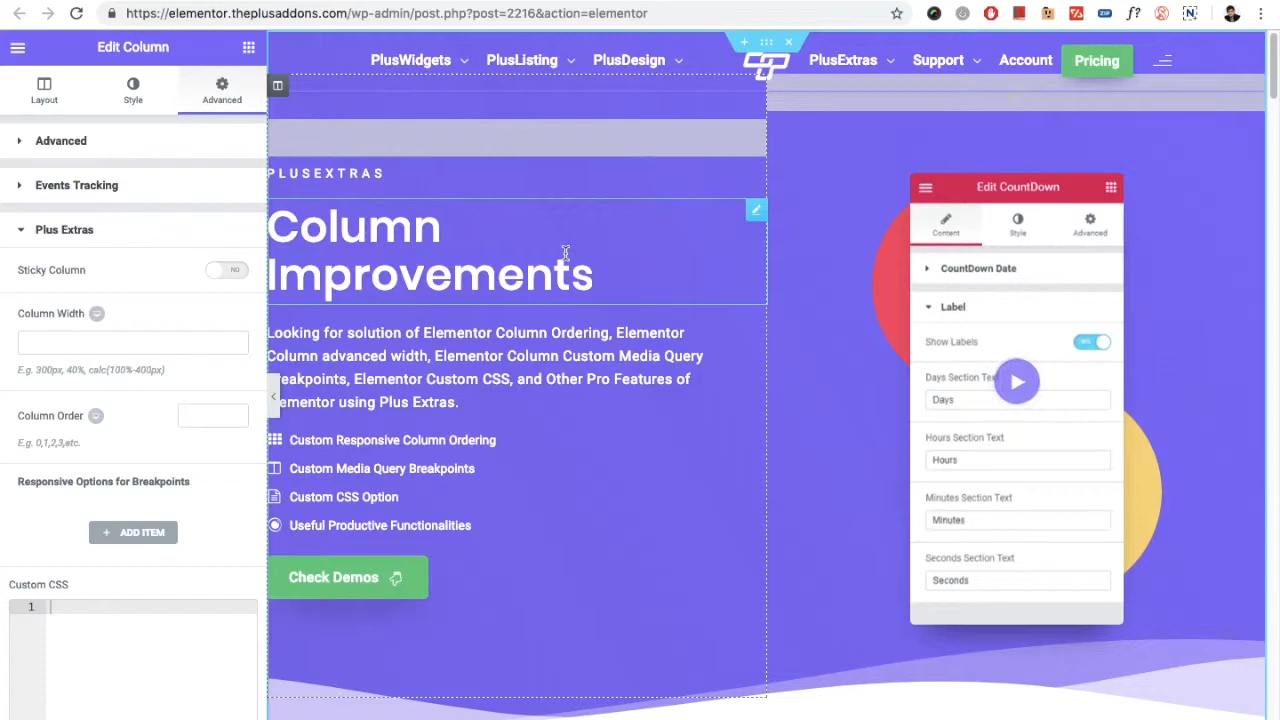 https://elementor.theplusaddons.com/wp-admin/post.php?post=2216&action=elementor
ZIP
f?
N
Edit Column
Layout
Style
Advanced
Advanced
Events Tracking
Plus Extras
Sticky Column
NO
Column Width
E.g. 300px, 40%, calc(100%-400px)
Column Order
E.g. 0,1,2,3,etc.
Responsive Options for Breakpoints
+ ADD ITEM
Custom CSS
1
PlusWidgets
PlusListing
PlusDesign
PlusExtras
Support
Account
Pricing
PLUSEXTRAS
Column
Improvements
Looking for solution of Elementor Column Ordering, Elementor
Column advanced width, Elementor Column Custom Media Query
reakpoints, Elementor Custom CSS, and Other Pro Features of
lementor using Plus Extras.
Custom Responsive Column Ordering
Custom Media Query Breakpoints
Custom CSS Option
Useful Productive Functionalities
Check Demos
Edit CountDown
Content
Style
Advanced
CountDown Date
Label
Show Labels
YES
Days Section Text
Days
Hours Section Text
Hours
Minutes Section Text
Minutes
Seconds Section Text
Seconds